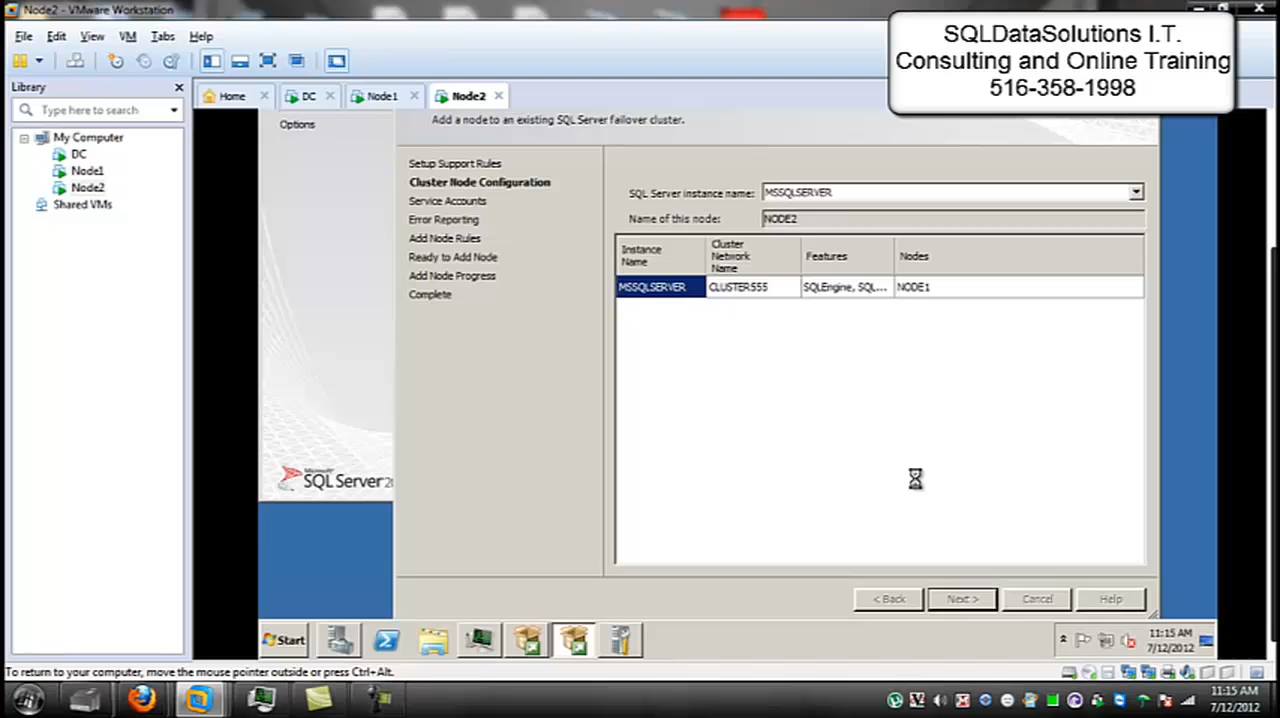 Node2 - VMware Workstation
File Edit View VM Tabs Help
SQLDataSolutions I.T.
Consulting and Online Training
516-358-1998
Library
Type here to search
My Computer
DC
Node1
Node2
Shared VMs
Home
DC
Node1
Node2
Options
Add a node to an existing SQL Server failover cluster.
Setup Support Rules
Cluster Node Configuration
Service Accounts
Error Reporting
Add Node Rules
Ready to Add Node
Add Node Progress
Complete
SQL Server instance name: MSSQLSERVER
Name of this node: NODE2
Instance Name
Cluster Network Name
Features
Nodes
MSSQLSERVER CLUSTER555 SQLEngine, SQL... NODE1
Microsoft
SQL Server
< Back Next > Cancel Help
Start
11:15 AM
7/12/2012
To return to your computer, move the mouse pointer outside or press Ctrl+Alt.
11:15 AM
7/12/2012